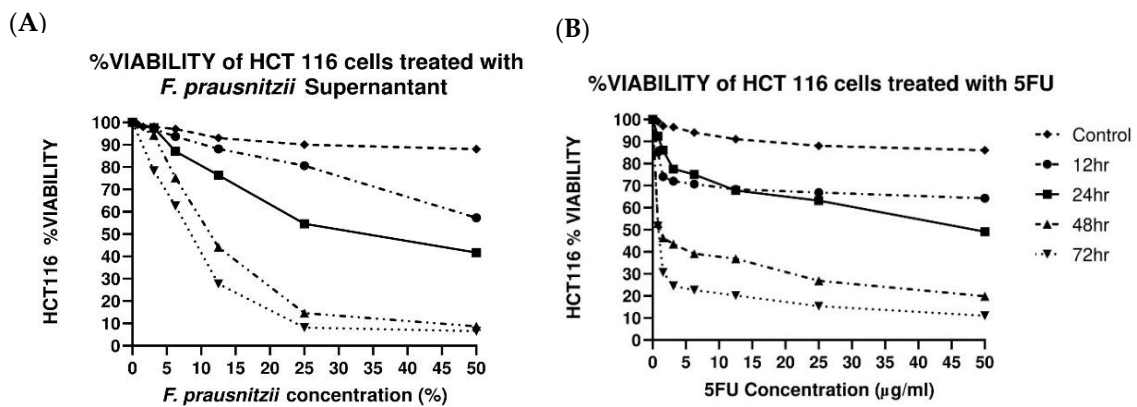 (A)
%VIABILITY of HCT 116 cells treated with
F. prausnitzii Supernantant
HCT116 %VIABILITY
100
90
80
70
60
50
40
30
20
10
0
0 5 10 15 20 25 30 35 40 45 50
F. prausnitzii concentration (%)
(B)
%VIABILITY of HCT 116 cells treated with 5FU
HCT116 % VIABILITY
100
90
80
70
60
50
40
30
20
10
0
0 5 10 15 20 25 30 35 40 45 50
5FU Concentration (µg/ml)
Control
12hr
24hr
48hr
72hr